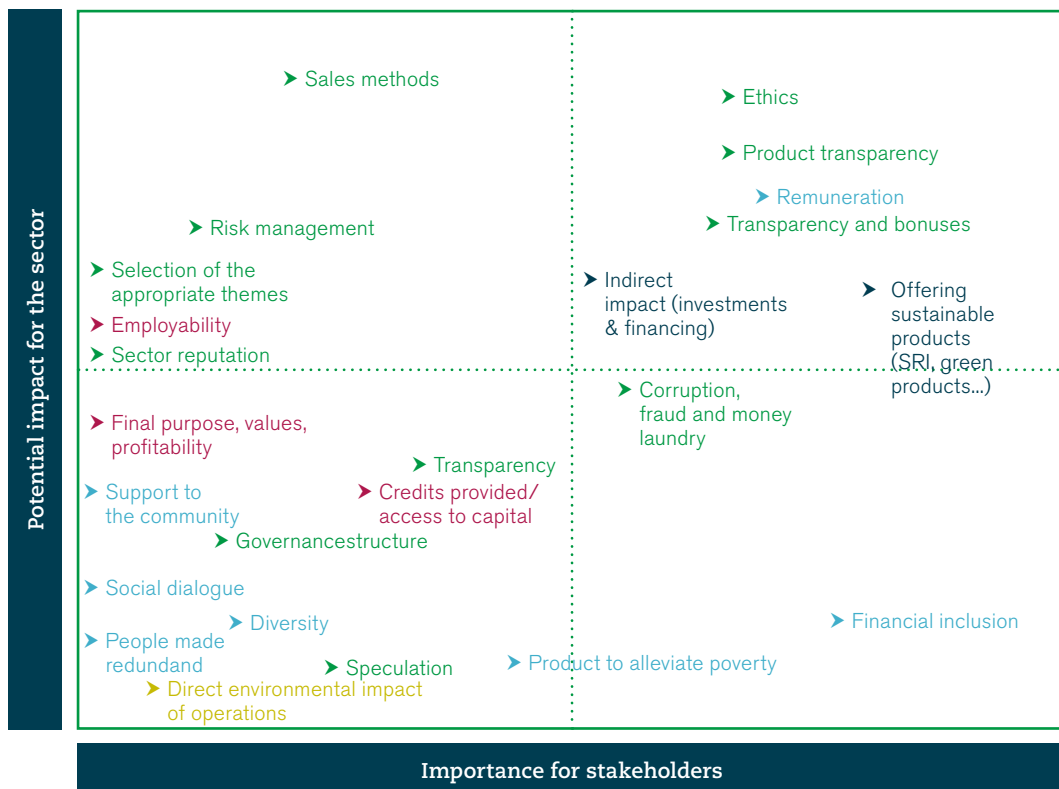 Potential impact for the sector
Sales methods
Ethics
Product transparency
Remuneration
Risk management
Transparency and bonuses
Selection of the
appropriate themes
Indirect
impact (investments
& financing)
Offering
sustainable
products
(SRI, green
products...)
Employability
Sector reputation
Corruption,
fraud and money
laundry
Final purpose, values,
profitability
Transparency
Support to
the community
Credits provided/
access to capital
Governancestructure
Social dialogue
Diversity
Financial inclusion
People made
redundand
Speculation
Product to alleviate poverty
Direct environmental impact
of operations
Importance for stakeholders